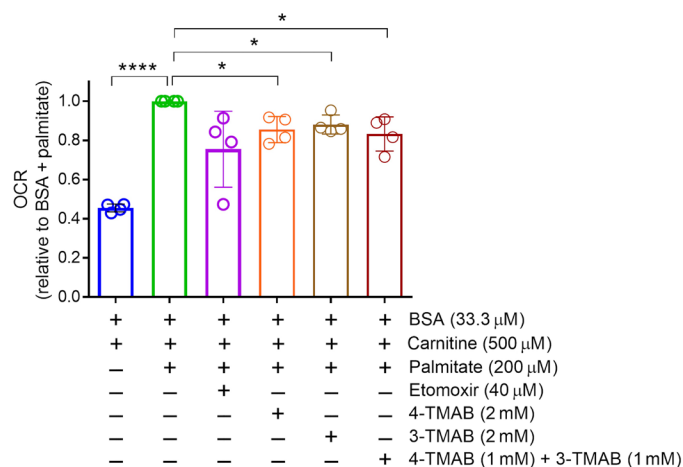 *
*
**** *
OCR
(relative to BSA + palmitate)
1.0
0.8
0.6
0.4
0.2
0.0
+ + + + + + BSA (33.3 μM)
+ + + + + + Carnitine (500 μM)
– + + + + + Palmitate (200 μM)
– – + – – – Etomoxir (40 μM)
– – – + – – 4-TMAB (2 mM)
– – – – + – 3-TMAB (2 mM)
– – – – – + 4-TMAB (1 mM) + 3-TMAB (1 mM)